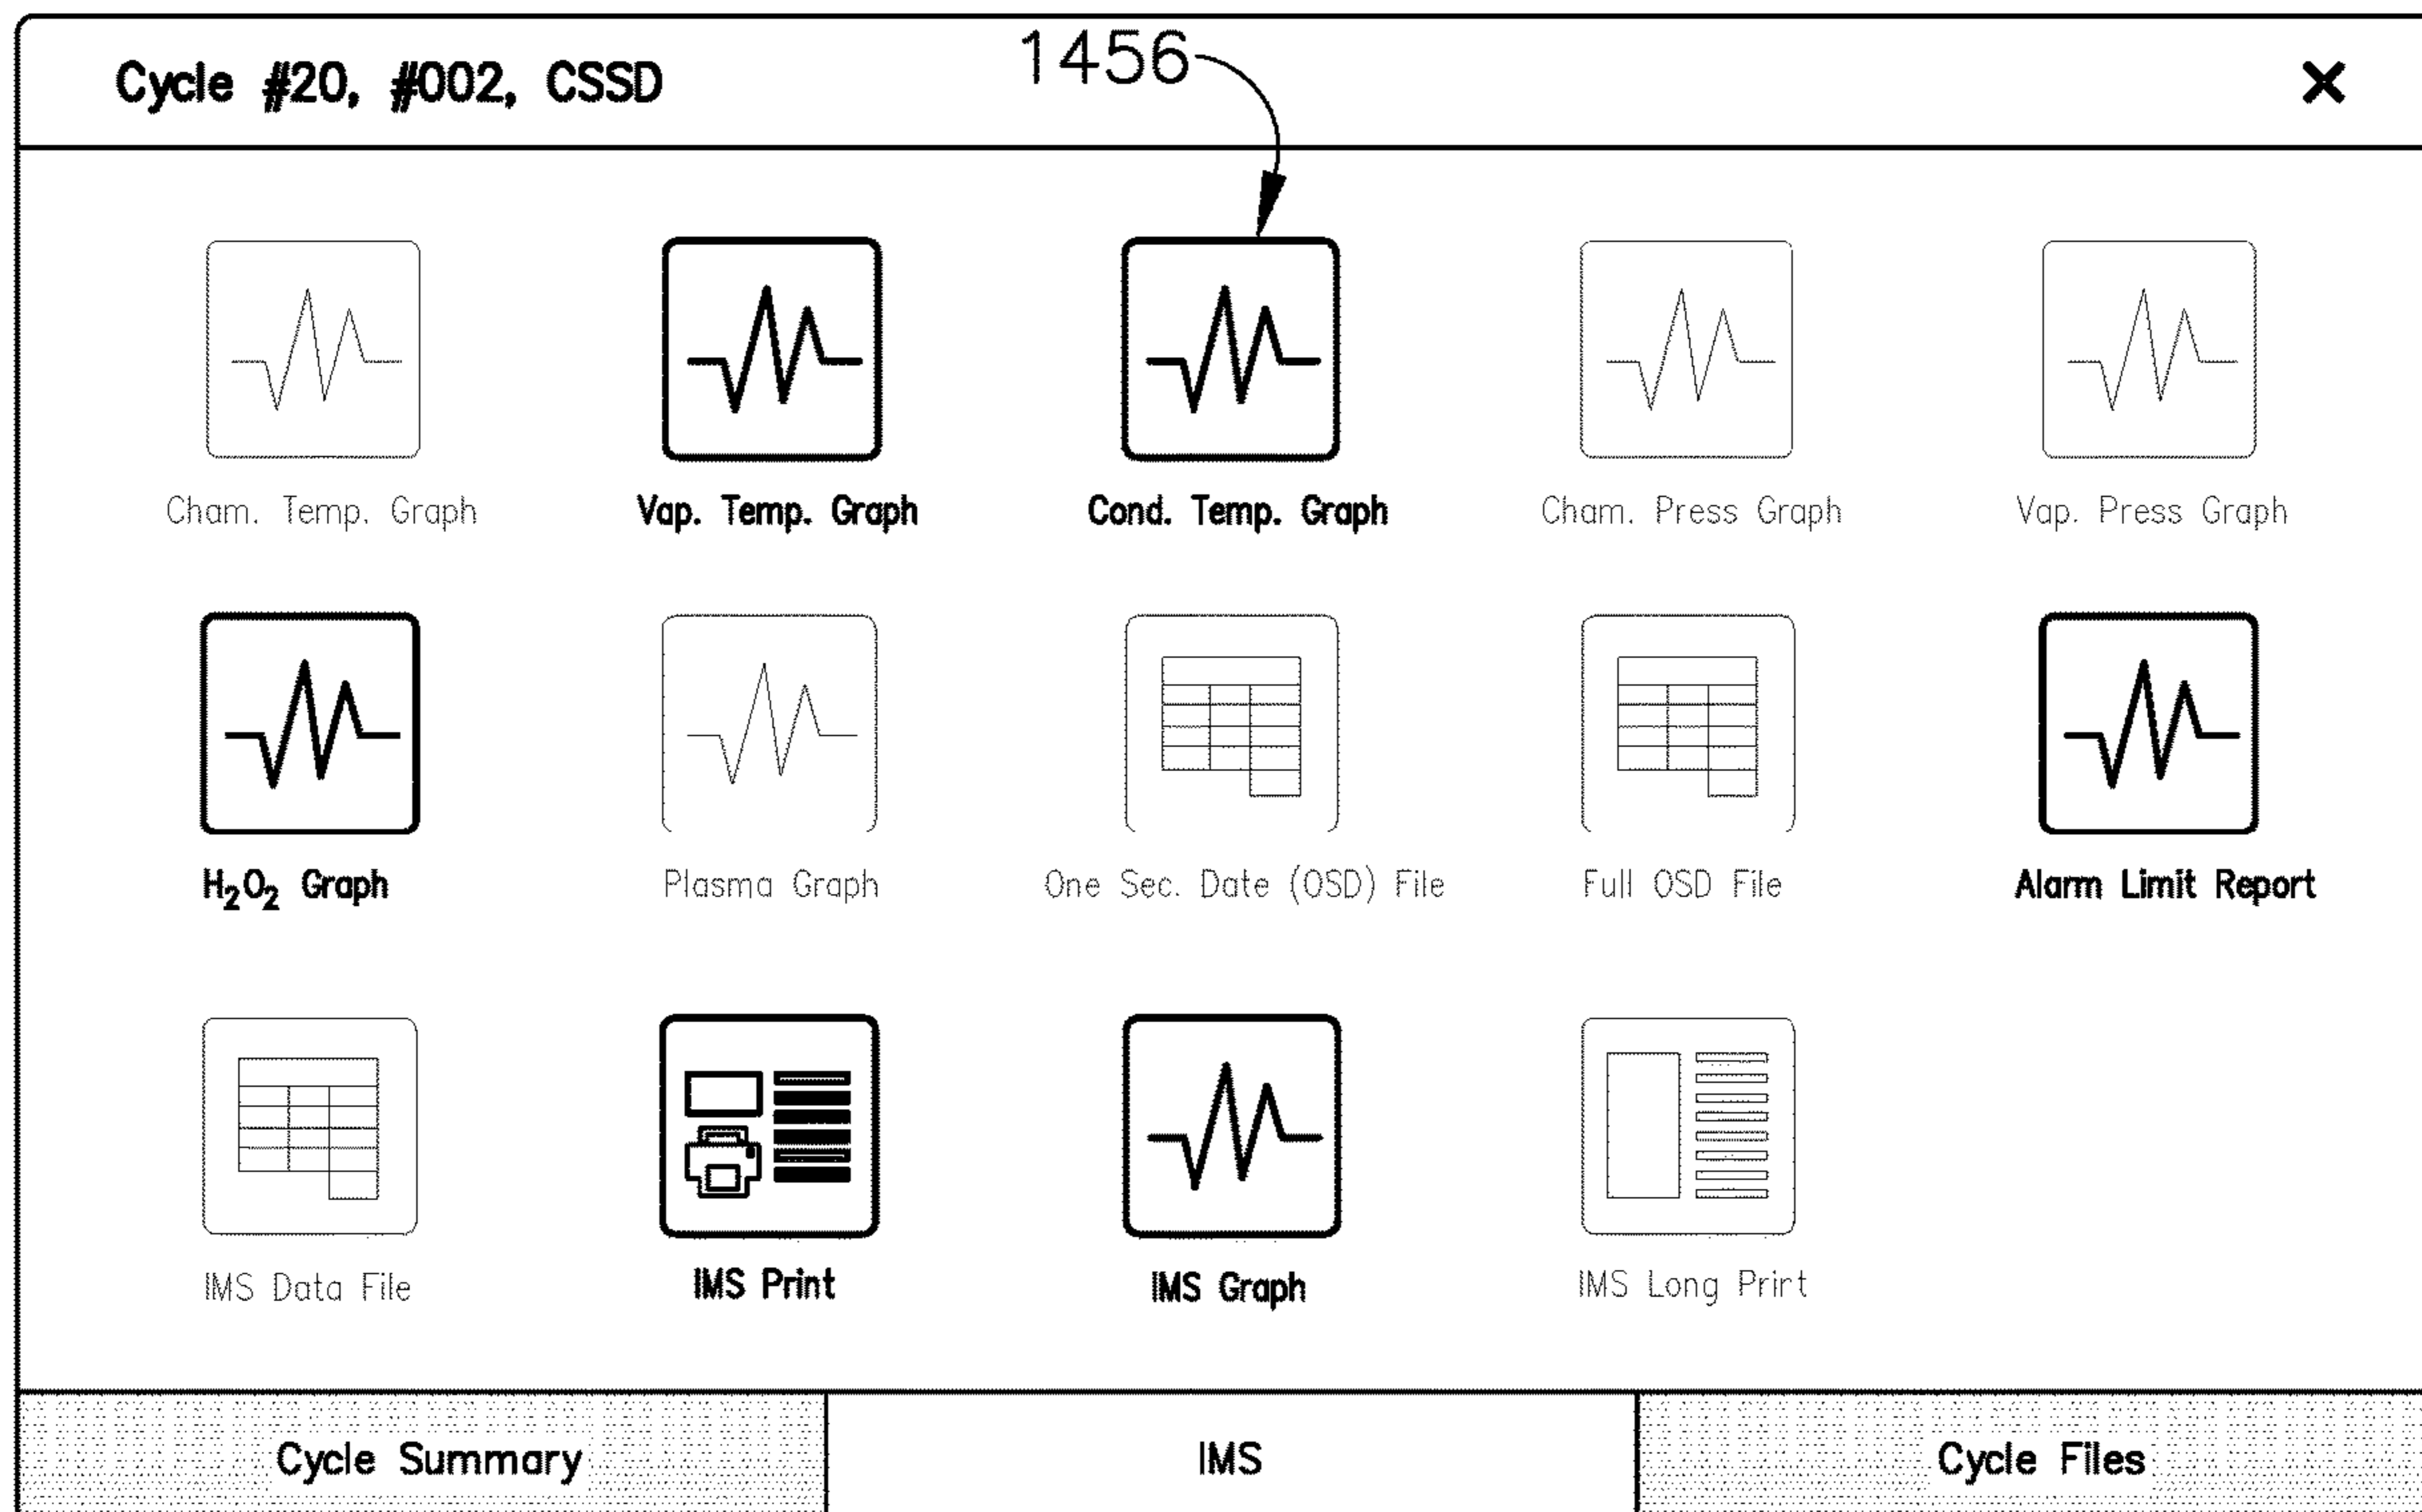 1456
Cycle #20, #002, CSSD
Cham. Temp. Graph
Vap. Temp. Graph
Cond. Temp. Graph
Cham. Press Graph
Vap. Press Graph
H₂O₂ Graph
Plasma Graph
One Sec. Date (OSD) File
Full OSD File
Alarm Limit Report
IMS Data File
IMS Print
IMS Graph
IMS Long Print
Cycle Summary
IMS
Cycle Files